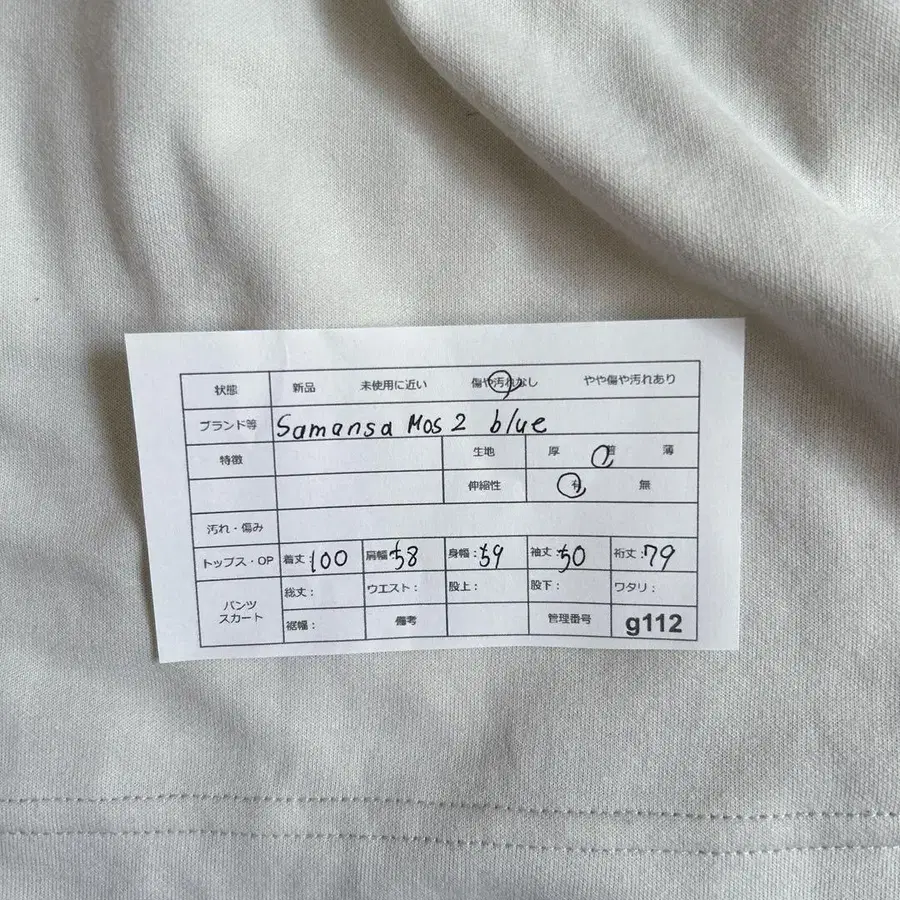 状態 新品 未使用に近い 傷や汚れなし やや傷や汚れあり
ブランド等 Samansa Mos 2 blue
特徴 生地 厚 普 薄
伸縮性 有 無
汚れ・傷み
トップス・OP 着丈:100 肩幅:58 身幅:59 袖丈:50 裄丈:79
パンツ スカート 総丈: ウエスト: 股上: 股下: ワタリ:
裾幅: 備考 管理番号 g112